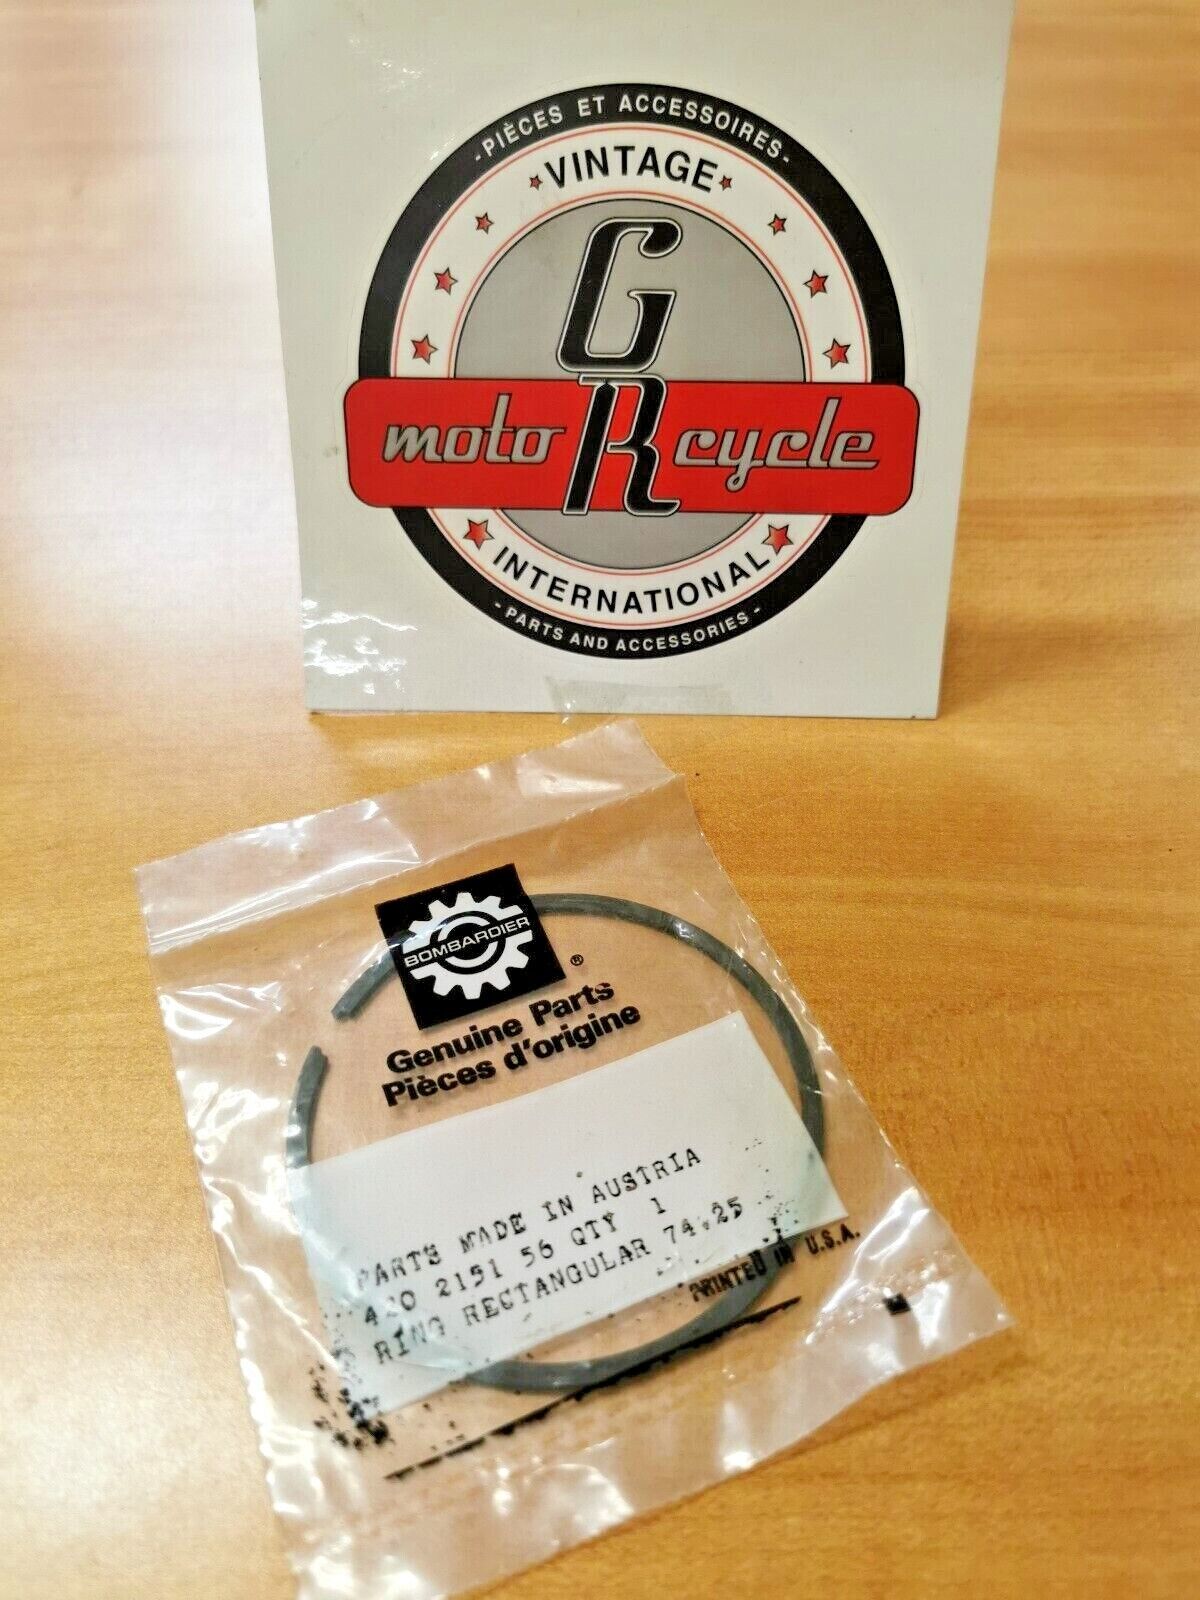 -PIÈCES ET ACCESSOIRES-
VINTAGE
GR
moto cycle
INTERNATIONAL
-PARTS AND ACCESSORIES-
BOMBARDIER
®
Genuine Parts
Pièces d'origine
PARTS MADE IN AUSTRIA
420 2151 56 QTY 1
RING RECTANGULAR 74.25
PRINTED IN U.S.A.